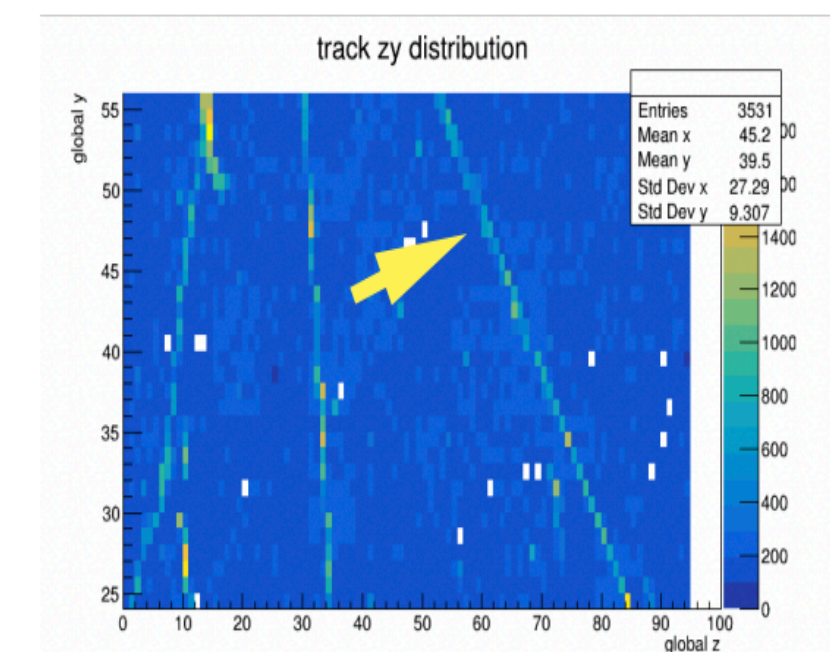 track zy distribution
global y
55
50
45
40
35
30
25
0 10 20 30 40 50 60 70 80 90 100
global z
Entries 3531
Mean x 45.2
Mean y 39.5
Std Dev x 27.29
Std Dev y 9.307
1400
1200
1000
800
600
400
200
0